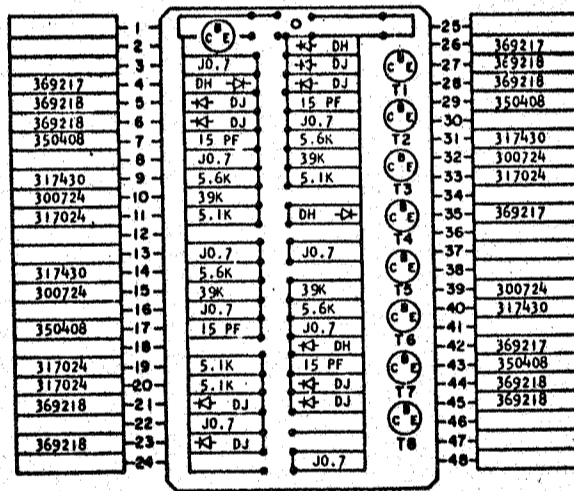 1 25
2 C B E DH 26 369217
3 J0.7 DJ C B E 27 369218
369217 4 DH DJ 28 369218
T1
369218 5 DJ 15 PF 29 350408
369218 6 DJ J0.7 C B E 30
350408 7 15 PF 5.6K T2 31 317430
8 J0.7 39K C B E 32 300724
317430 9 5.6K 5.1K 33 317024
T3
300724 10 39K 34
317024 11 5.1K DH C B E 35 369217
12 T4 36
13 J0.7 J0.7 37
317430 14 5.6K C B E 38
300724 15 39K 39K T5 39 300724
16 J0.7 5.6K C B E 40 317430
350408 17 15 PF J0.7 41
T6
18 DH 42 369217
317024 19 5.1K 15 PF C B E 43 350408
317024 20 5.1K DJ T7 44 369218
369218 21 DJ DJ 45 369218
22 J0.7 C B E 46
369218 23 DJ T8 47
24 J0.7 48